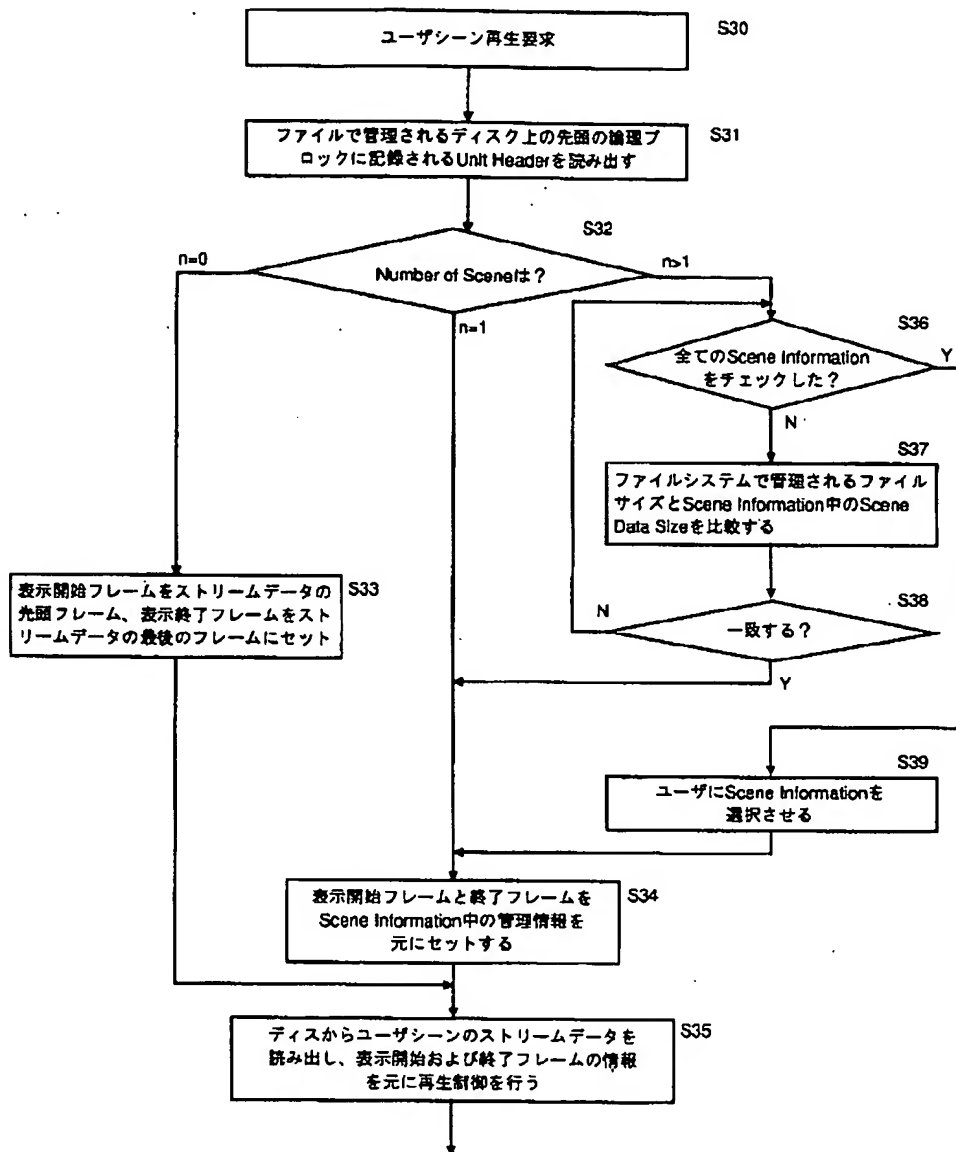 ユーザシーン再生要求
S30
ファイルで管理されるディスク上の先頭の論理ブ
ロックに記録されるUnit Headerを読み出す
S31
S32
n=0
Number of Sceneは？
n>1
n=1
S36
全てのScene Information
をチェックした？
Y
N
S37
ファイルシステムで管理されるファイル
サイズとScene Information中のScene
Data Sizeを比較する
S33
表示開始フレームをストリームデータの
先頭フレーム、表示終了フレームをスト
リームデータの最後のフレームにセット
S38
N
一致する？
Y
S39
ユーザにScene Informationを
選択させる
表示開始フレームと終了フレームを
Scene Information中の管理情報を
元にセットする
S34
ディスからユーザシーンのストリームデータを
読み出し、表示開始および終了フレームの情報
を元に再生制御を行う
S35